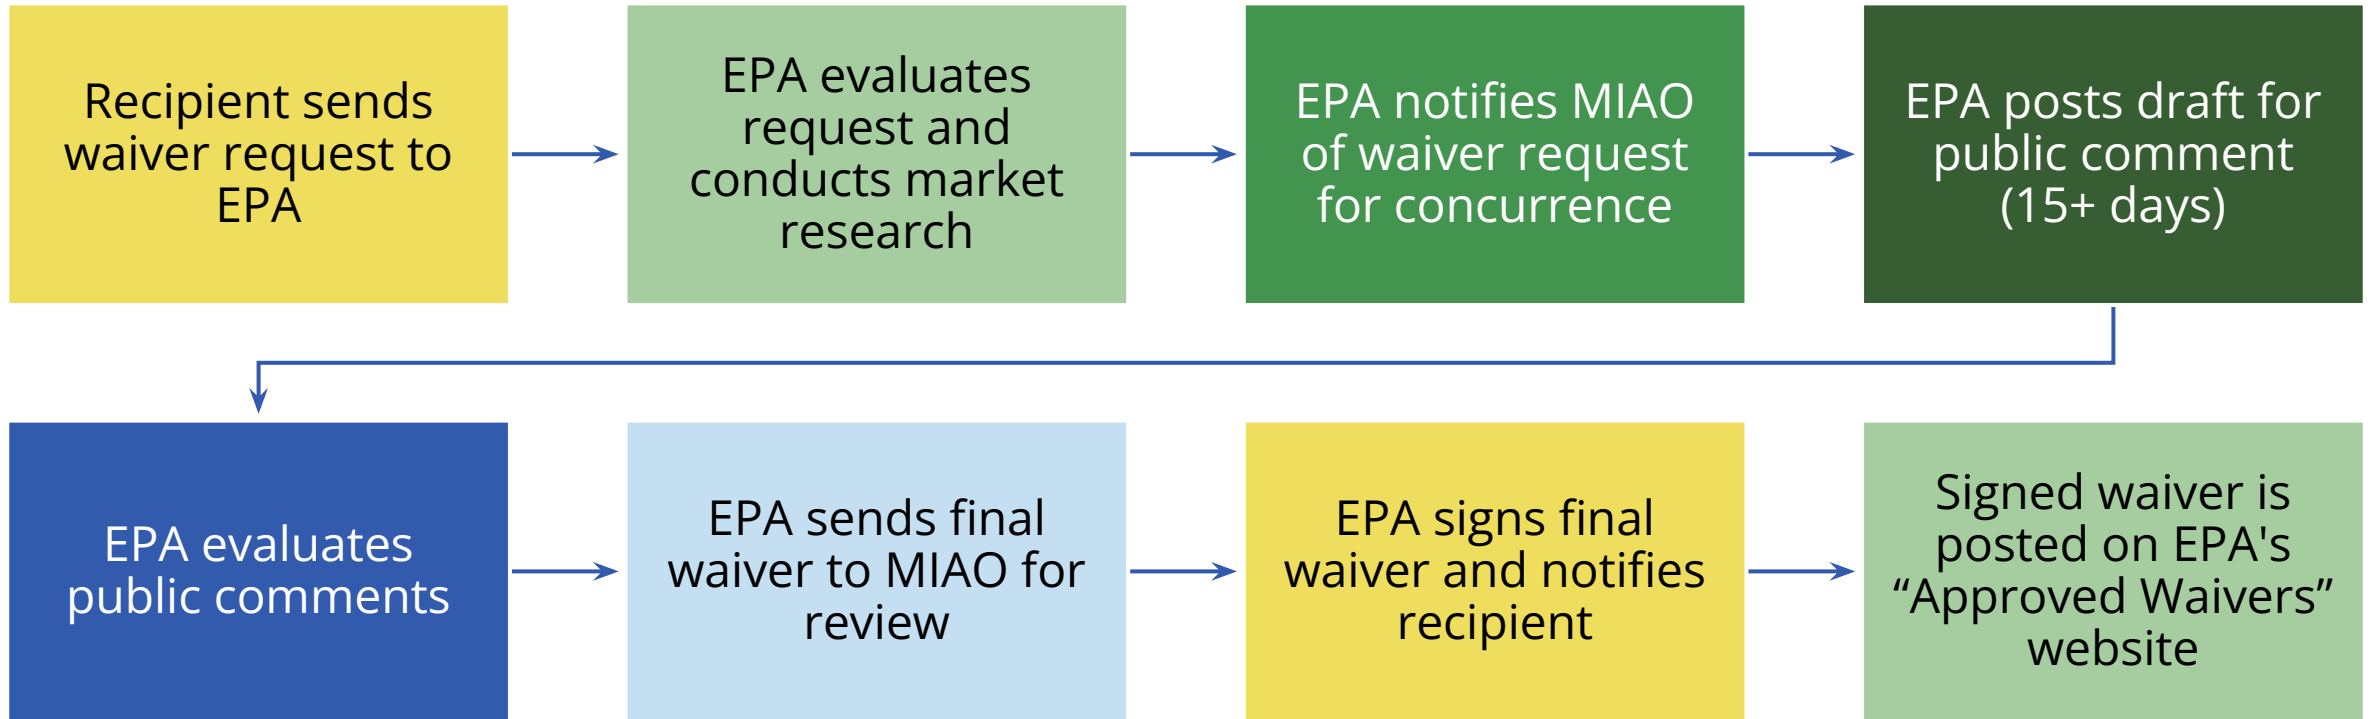 Recipient sends
waiver request to
EPA
EPA evaluates
request and
conducts market
research
EPA notifies MIAO
of waiver request
for concurrence
EPA posts draft for
public comment
(15+ days)
EPA evaluates
public comments
EPA sends final
waiver to MIAO for
review
EPA signs final
waiver and notifies
recipient
Signed waiver is
posted on EPA's
“Approved Waivers”
website